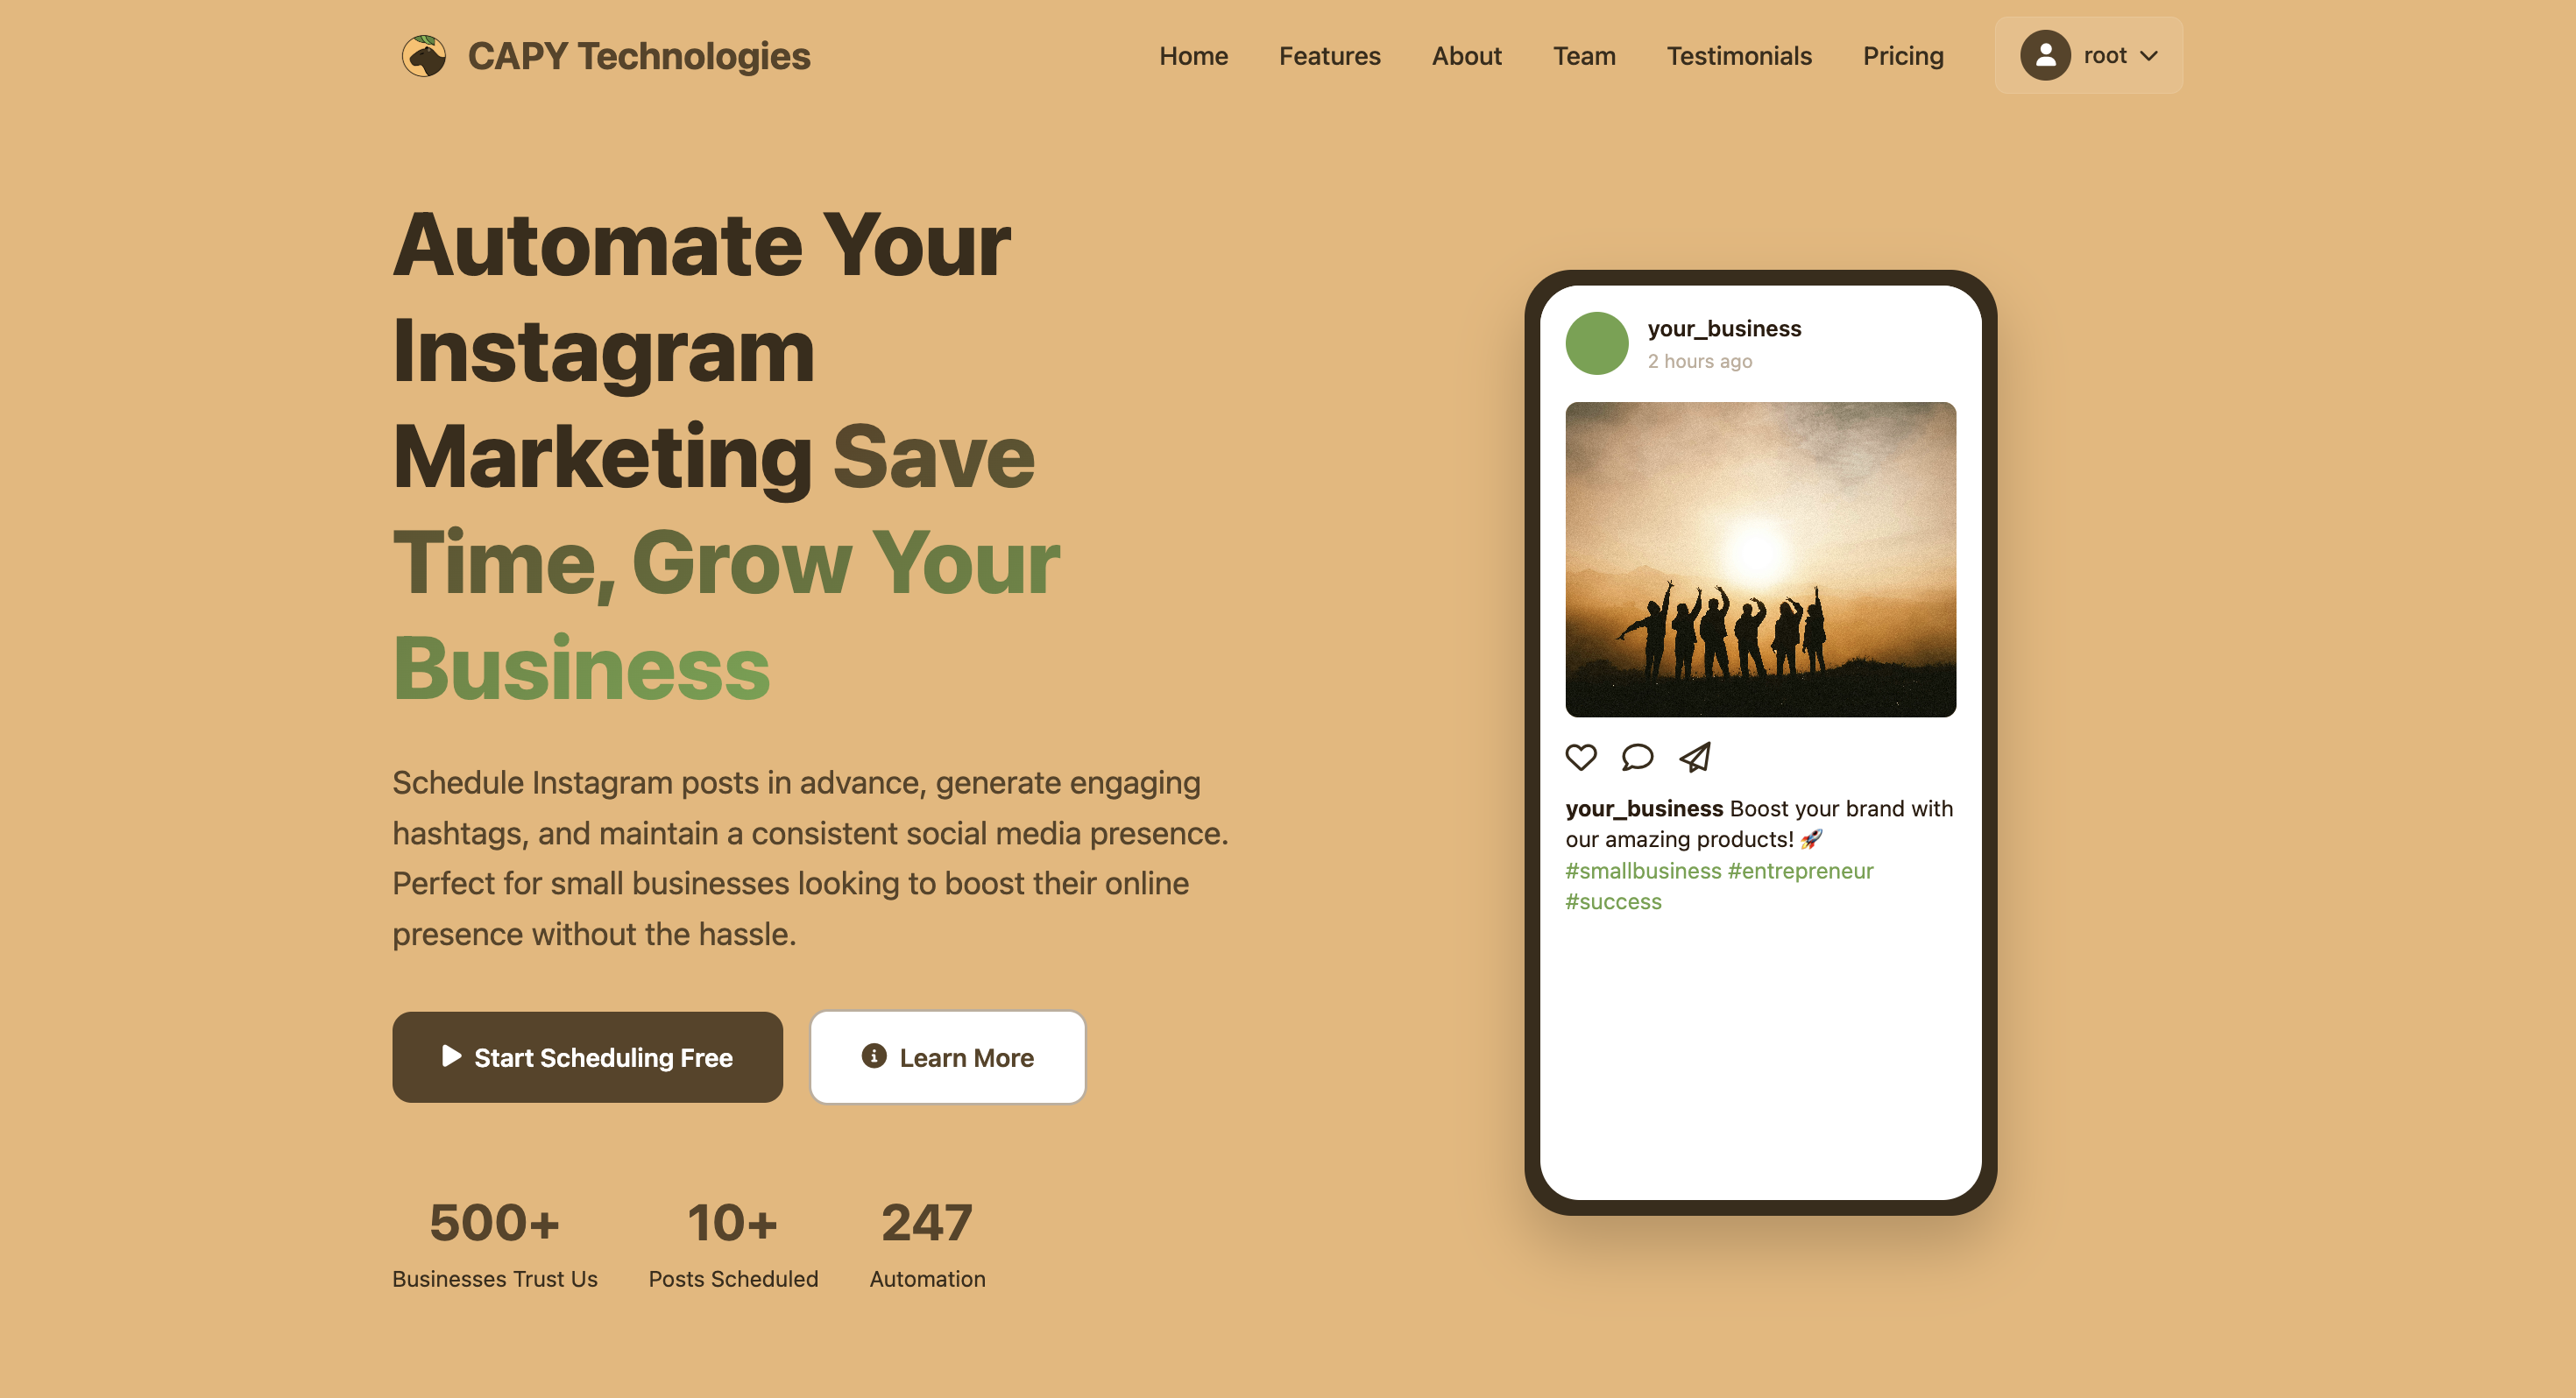 CAPY Technologies
Home Features About Team Testimonials Pricing root
Automate Your
Instagram
Marketing Save
Time, Grow Your
Business
Schedule Instagram posts in advance, generate engaging
hashtags, and maintain a consistent social media presence.
Perfect for small businesses looking to boost their online
presence without the hassle.
Start Scheduling Free
Learn More
500+
Businesses Trust Us
10+
Posts Scheduled
247
Automation
your_business
2 hours ago
your_business Boost your brand with
our amazing products! 🚀
#smallbusiness #entrepreneur
#success